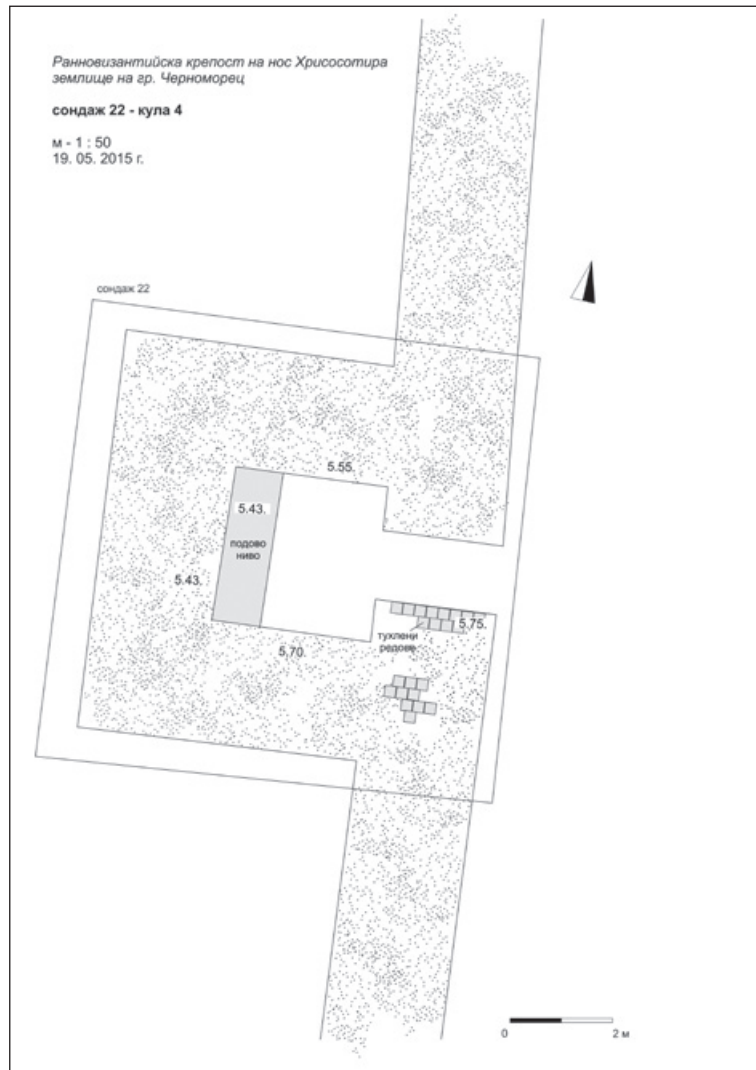 Ранновизантийска крепост на нос Хрисосотира
землище на гр. Черноморец
сондаж 22 - кула 4
м - 1 : 50
19. 05. 2015 г.
сондаж 22
5.55.
5.43.
подово
ниво
5.43.
5.75.
тухлени
редове
5.70.
0
2 м